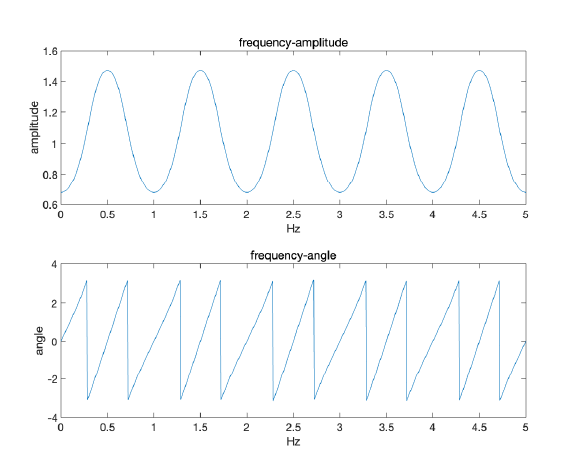 frequency-amplitude
1.6
1.4
1.2
1
0.8
0.6
amplitude
0 0.5 1 1.5 2 2.5 3 3.5 4 4.5 5
Hz
frequency-angle
4
2
0
-2
-4
angle
0 0.5 1 1.5 2 2.5 3 3.5 4 4.5 5
Hz